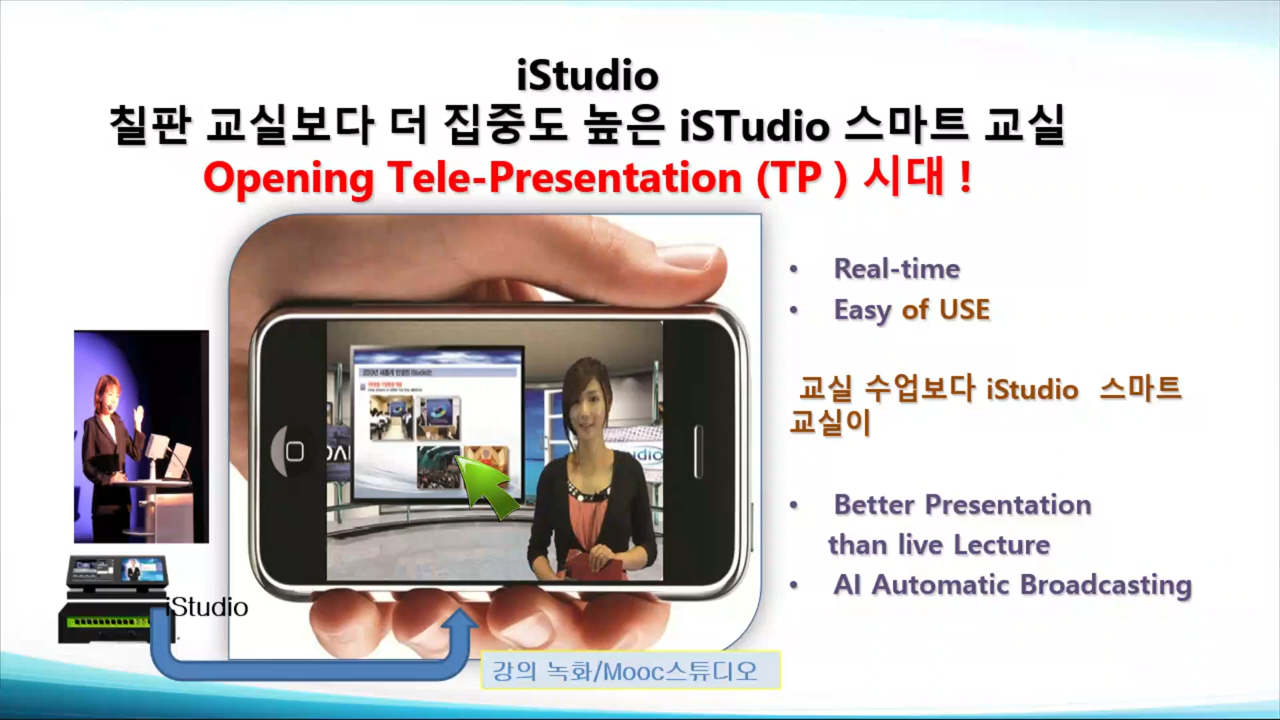 iStudio
칠판 교실보다 더 집중도 높은 iSTudio 스마트 교실
Opening Tele-Presentation (TP ) 시대 !
• Real-time
• Easy of USE
교실 수업보다 iStudio 스마트
교실이
• Better Presentation
than live Lecture
• AI Automatic Broadcasting
iStudio
강의 녹화/Mooc스튜디오